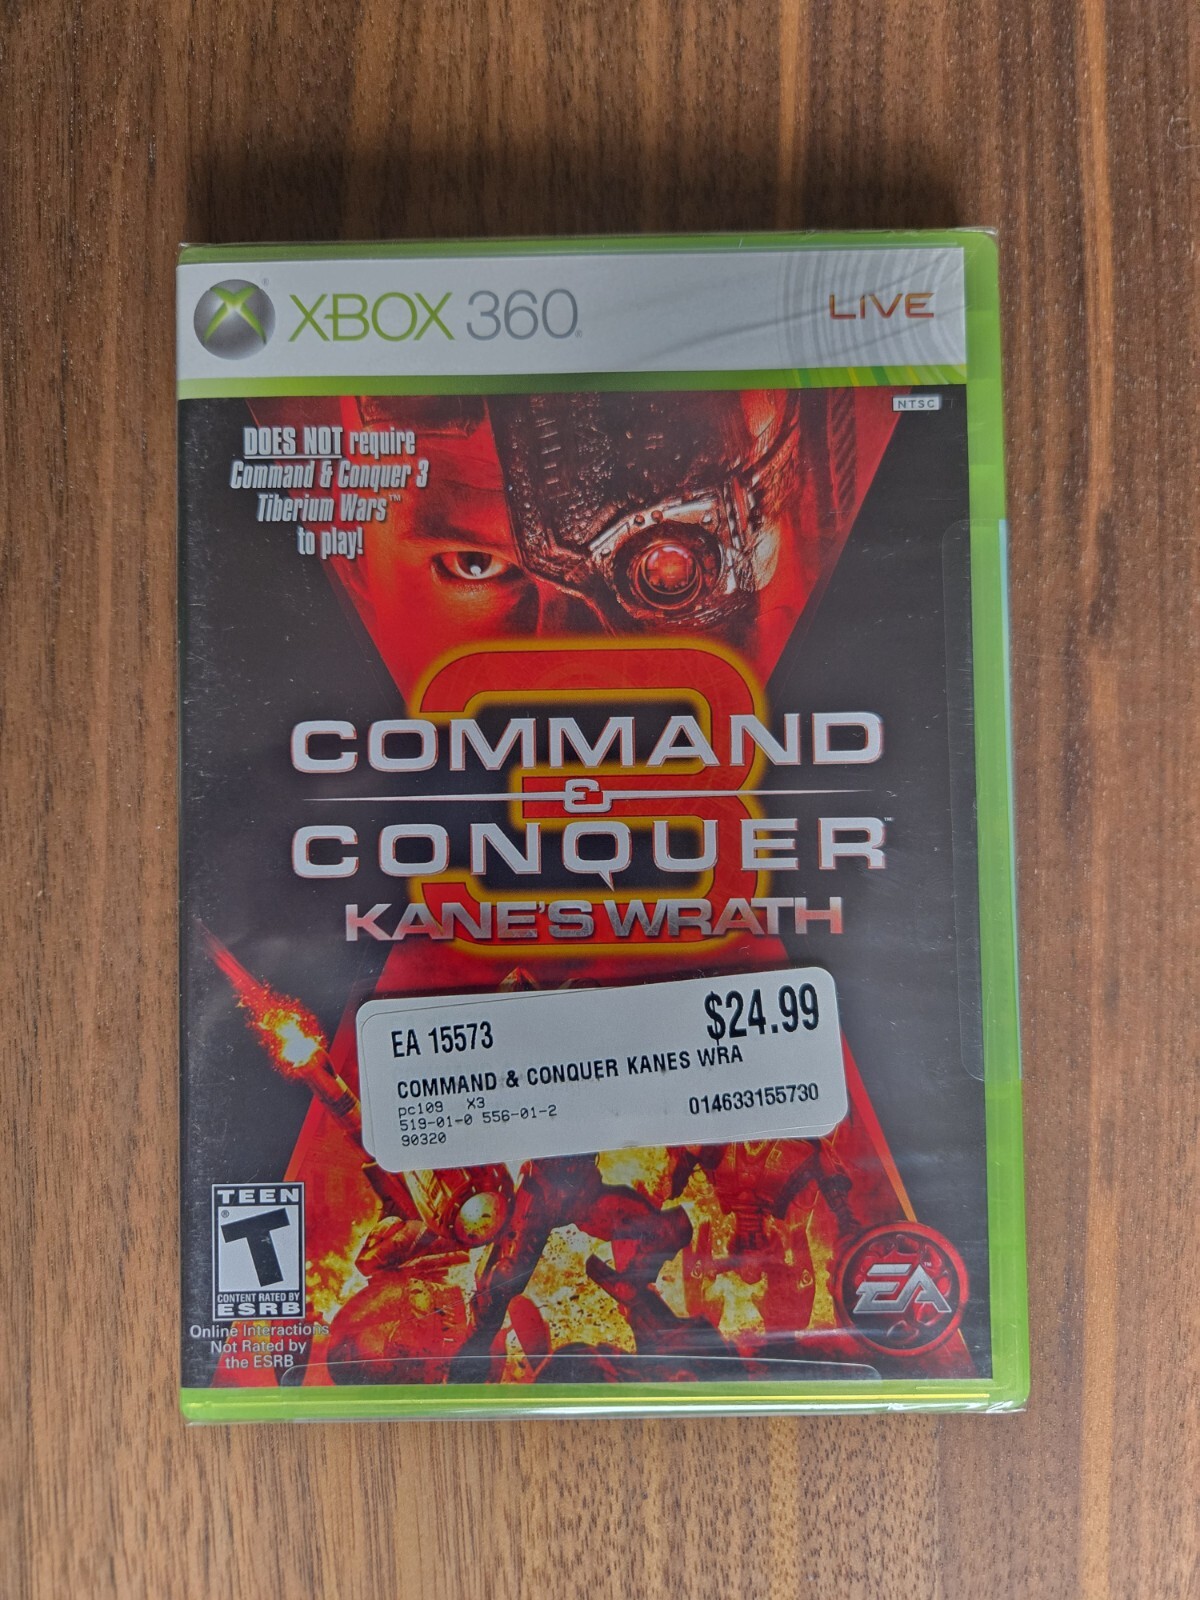 XBOX 360
LIVE
NTSC
DOES NOT require
Command & Conquer 3
Tiberium Wars™
to play!
3
COMMAND
&
CONQUER™
KANE'S WRATH
EA 15573
$24.99
COMMAND & CONQUER KANES WRA
pc109 X3
519-01-0 556-01-2
90320
014633155730
TEEN
T
CONTENT RATED BY
ESRB
Online Interactions
Not Rated by
the ESRB
EA